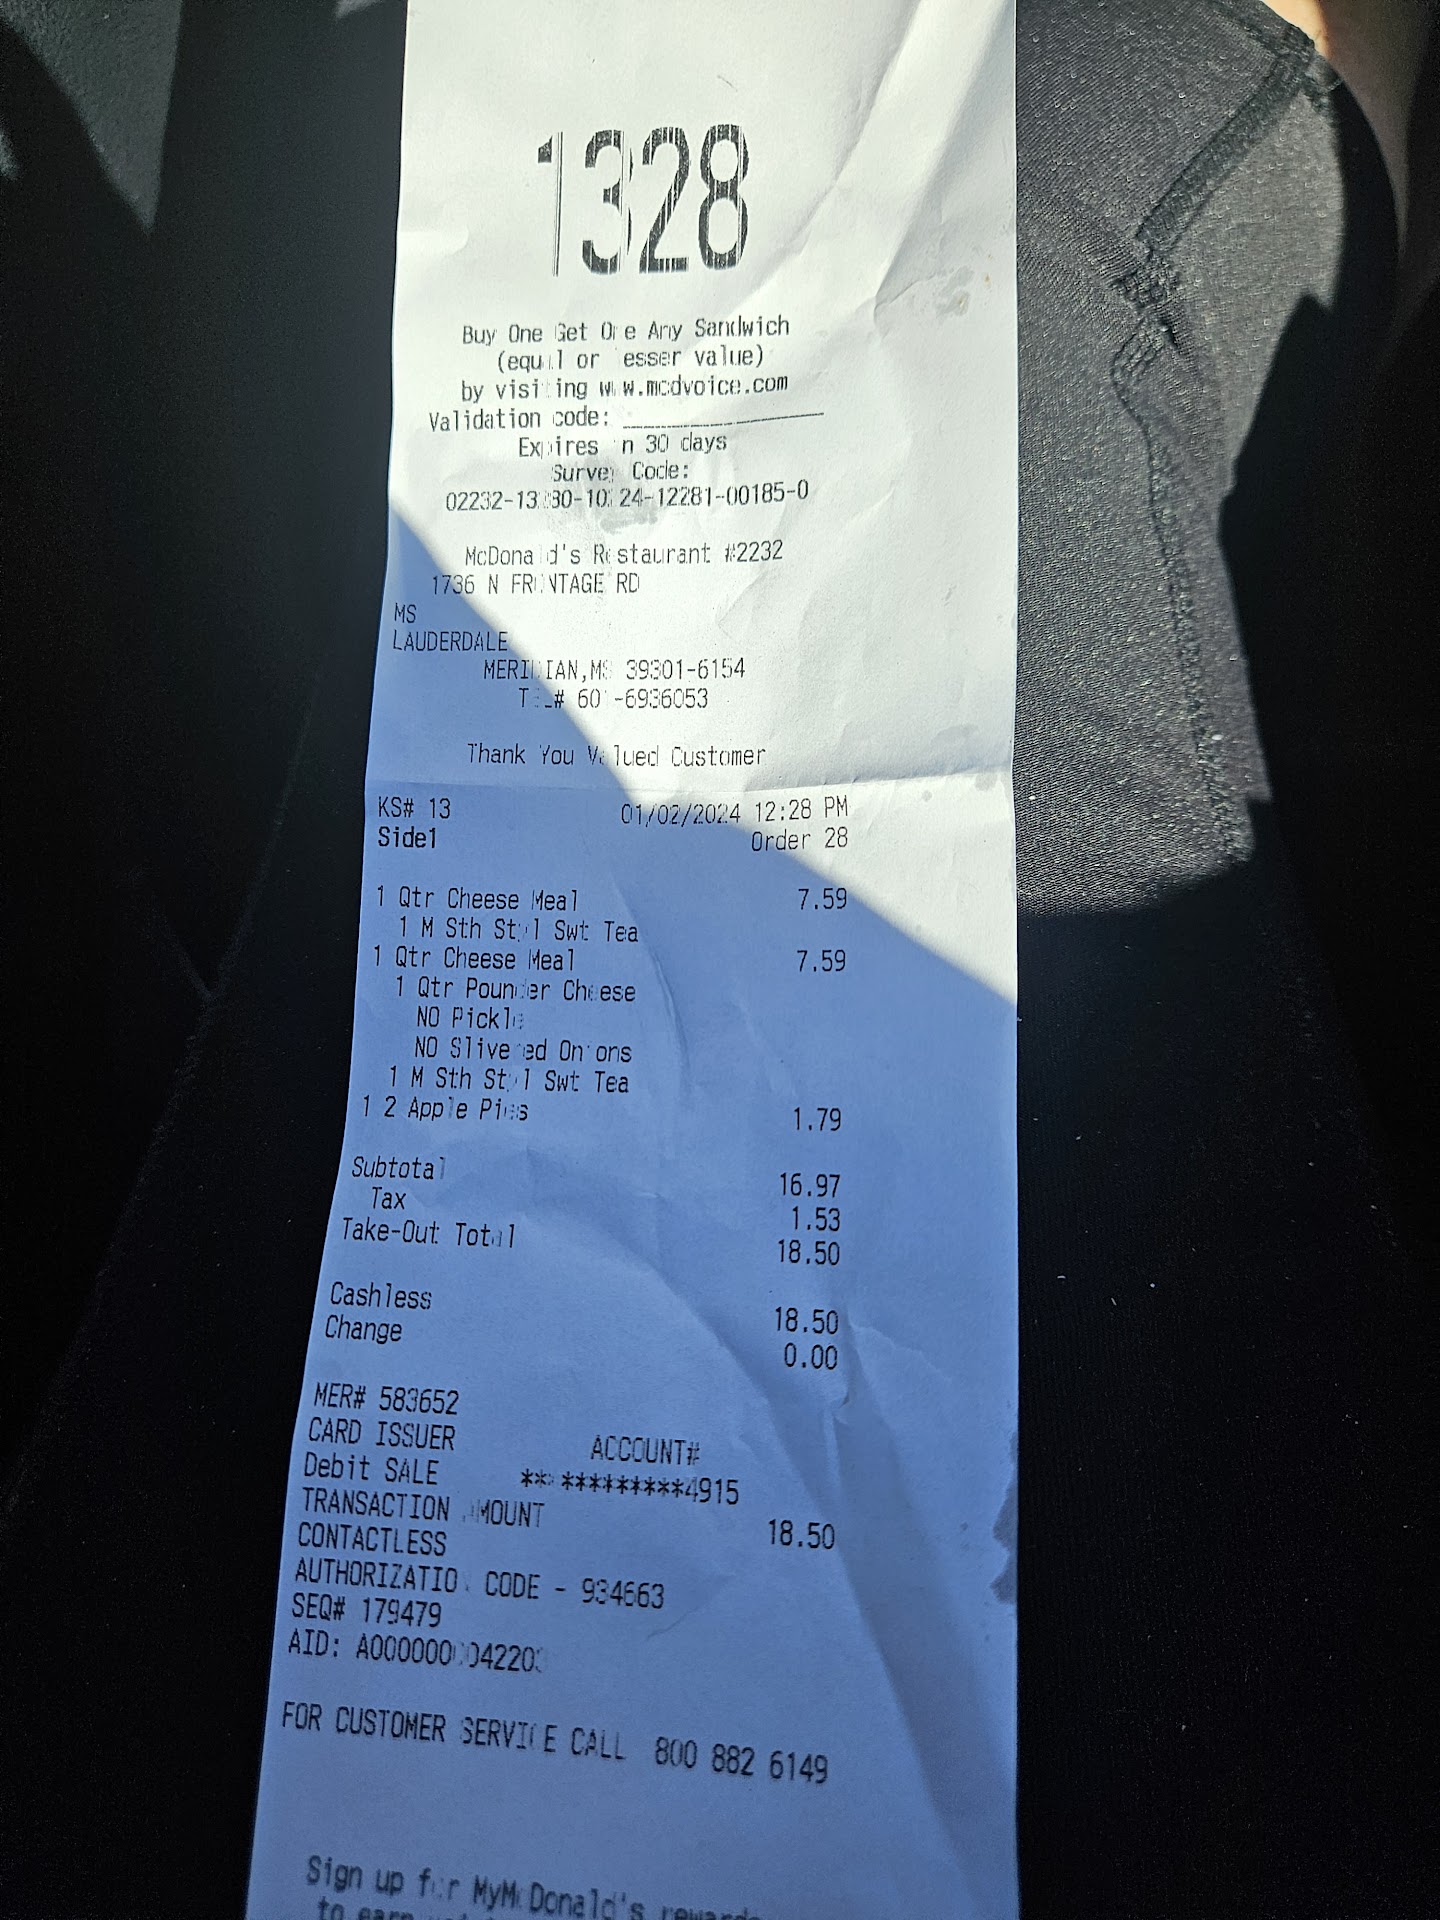 1328
Buy One Get One Any Sandwich
(equal or lesser value)
by visiting www.mcdvoice.com
Validation code:
Expires in 30 days
Survey Code:
McDonald's Restaurant #2232
1736 N FRONTAGE RD
MS
LAUDERDALE
MERIDIAN,MS 39301-6154
TEL# 601-6936053
Thank You Valued Customer
KS# 13 01/02/2024 12:28 PM
Side1 Order 28
1 Qtr Cheese Meal 7.59
1 M Sth Styl Swt Tea
1 Qtr Cheese Meal 7.59
1 Qtr Pounder Cheese
NO Pickle
NO Slivered Onions
1 M Sth Styl Swt Tea
1 2 Apple Pies 1.79
Subtotal 16.97
Tax 1.53
Take-Out Total 18.50
Cashless 18.50
Change 0.00
MER# 583652
CARD ISSUER ACCOUNT#
Debit SALE ************4915
TRANSACTION AMOUNT 18.50
CONTACTLESS
AUTHORIZATION CODE - 934663
SEQ# 179479
AID:
FOR CUSTOMER SERVICE CALL 800 882 6149
Sign up for MyMcDonald's rewards
to earn